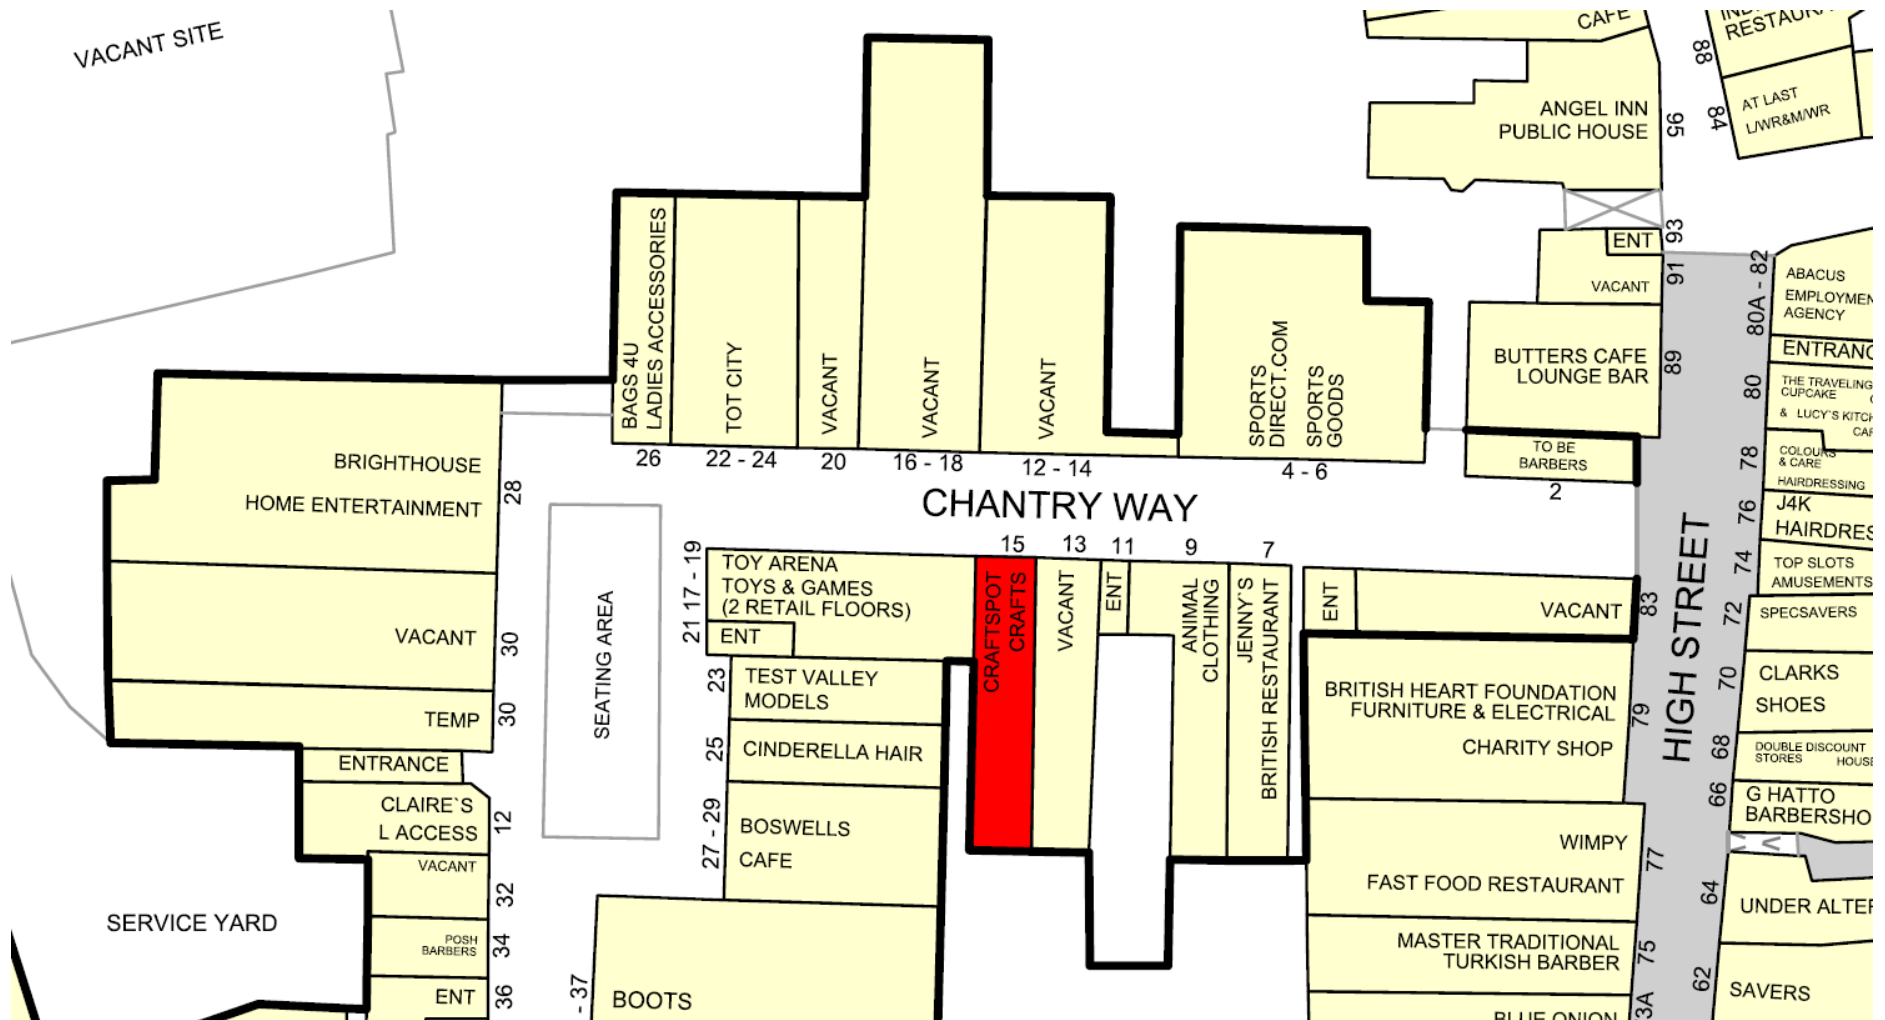 VACANT SITE
CAFE
RESTAURA
88
ANGEL INN
PUBLIC HOUSE
95
AT LAST
L/WR&M/WR
84
93
ENT
91
VACANT
80A - 82
ABACUS
EMPLOYMEN
AGENCY
BUTTERS CAFE
LOUNGE BAR
89
ENTRANC
80
THE TRAVELING
CUPCAKE
& LUCY'S KITCH
CAF
78
COLOURS
& CARE
HAIRDRESSING
TO BE
BARBERS
2
76
J4K
HAIRDRES
74
TOP SLOTS
AMUSEMENTS
72
SPECSAVERS
BAGS 4U
LADIES ACCESSORIES
26
TOT CITY
22 - 24
VACANT
20
VACANT
16 - 18
VACANT
12 - 14
SPORTS
DIRECT.COM
SPORTS
GOODS
4 - 6
CHANTRY WAY
BRIGHTHOUSE
HOME ENTERTAINMENT
28
VACANT
30
TEMP
30
SEATING AREA
17 - 19
TOY ARENA
TOYS & GAMES
(2 RETAIL FLOORS)
21
ENT
15
CRAFTSPOT
CRAFTS
13
VACANT
11
ENT
9
ANIMAL
CLOTHING
7
JENNY`S
BRITISH RESTAURANT
ENT
VACANT
83
HIGH STREET
23
TEST VALLEY
MODELS
25
CINDERELLA HAIR
27 - 29
BOSWELLS
CAFE
BRITISH HEART FOUNDATION
FURNITURE & ELECTRICAL
CHARITY SHOP
79
70
CLARKS
SHOES
68
DOUBLE DISCOUNT
STORES
HOUSE
66
G HATTO
BARBERSHO
ENTRANCE
CLAIRE`S
L ACCESS
12
VACANT
32
POSH
BARBERS
34
ENT
36
SERVICE YARD
- 37
BOOTS
WIMPY
FAST FOOD RESTAURANT
77
64
UNDER ALTER
MASTER TRADITIONAL
TURKISH BARBER
75
62
SAVERS
BLUE ONION
3A